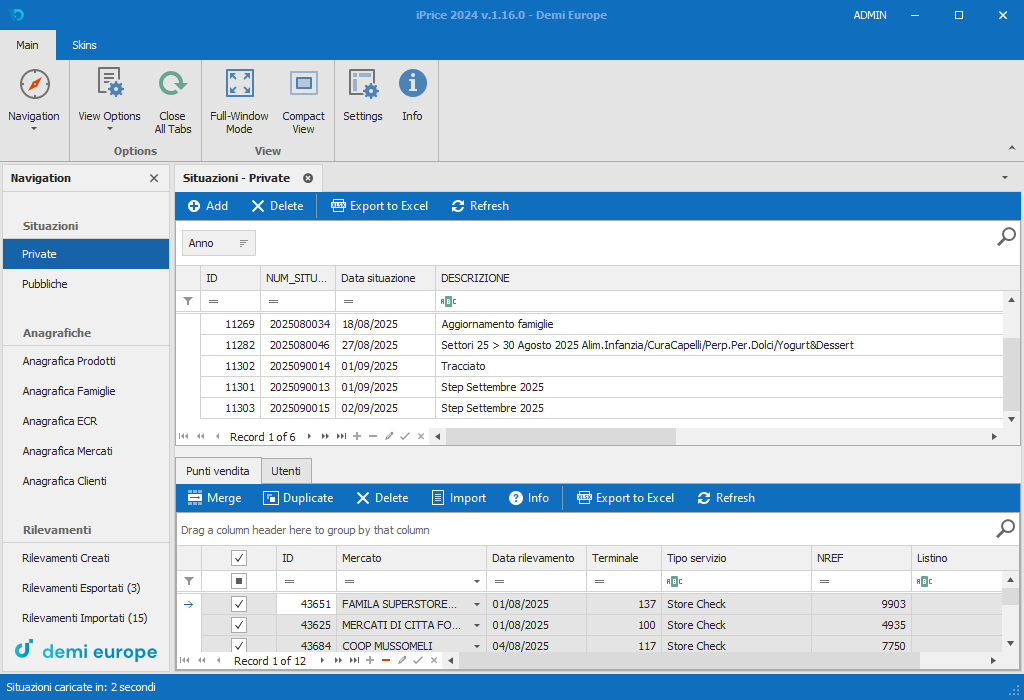 iPrice 2024 v.1.16.0 - Demi Europe
ADMIN
Main Skins
Navigation
View Options
Close All Tabs
Options
Full-Window Mode
Compact View
View
Settings
Info
Navigation
Situazioni
Private
Pubbliche
Anagrafiche
Anagrafica Prodotti
Anagrafica Famiglie
Anagrafica ECR
Anagrafica Mercati
Anagrafica Clienti
Rilevamenti
Rilevamenti Creati
Rilevamenti Esportati (3)
Rilevamenti Importati (15)
demi europe
Situazioni - Private
Add Delete Export to Excel Refresh
Anno
ID NUM_SITU... Data situazione DESCRIZIONE
= = = ABC
11269 2025080034 18/08/2025 Aggiornamento famiglie
11282 2025080046 27/08/2025 Settori 25 > 30 Agosto 2025 Alim.Infanzia/CuraCapelli/Perp.Per.Dolci/Yogurt&Dessert
11302 2025090014 01/09/2025 Tracciato
11301 2025090013 01/09/2025 Step Settembre 2025
11303 2025090015 02/09/2025 Step Settembre 2025
Record 1 of 6
Punti vendita Utenti
Merge Duplicate Delete Import Info Export to Excel Refresh
Drag a column header here to group by that column
ID Mercato Data rilevamento Terminale Tipo servizio NREF Listino
= = = = ABC = ABC
43651 FAMILA SUPERSTORE... 01/08/2025 137 Store Check 9903
43625 MERCATI DI CITTA FO... 01/08/2025 100 Store Check 4935
43684 COOP MUSSOMELI 04/08/2025 117 Store Check 7750
Record 1 of 12
Situazioni caricate in: 2 secondi